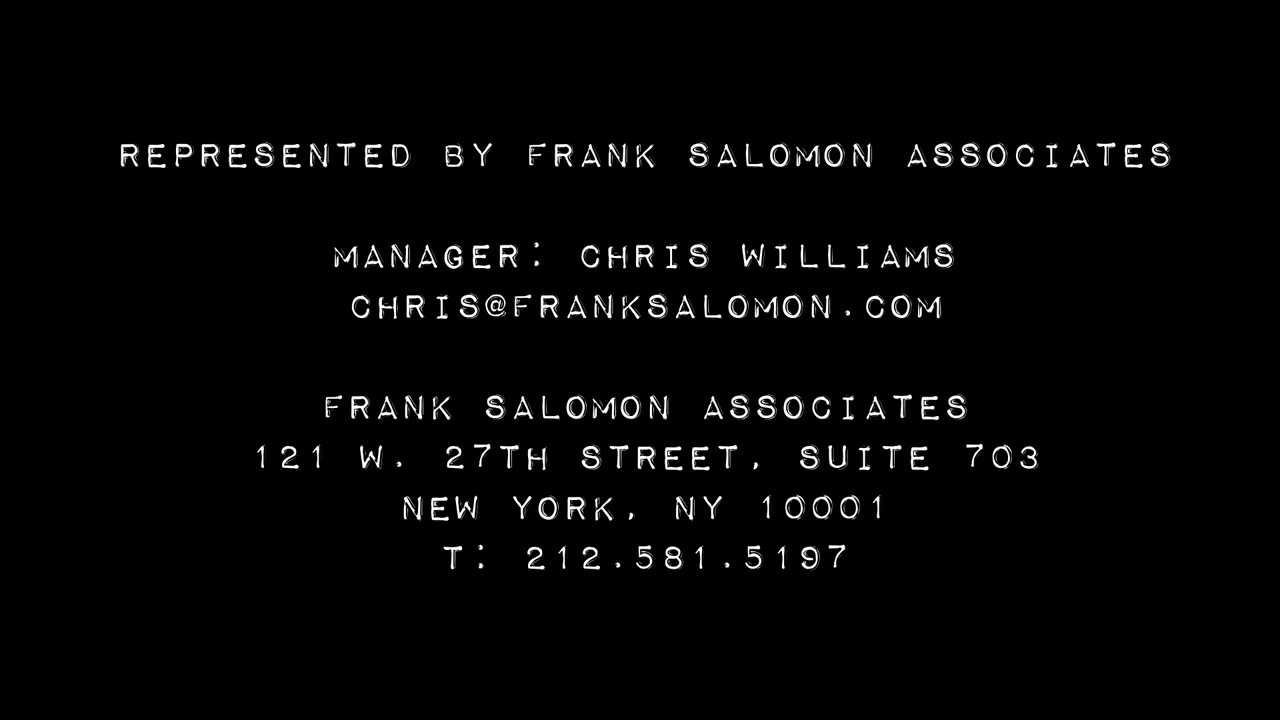 REPRESENTED BY FRANK SALOMON ASSOCIATES
MANAGER: CHRIS WILLIAMS
CHRIS@FRANKSALOMON.COM
FRANK SALOMON ASSOCIATES
121 W. 27TH STREET, SUITE 703
NEW YORK, NY 10001
T: 212.581.5197